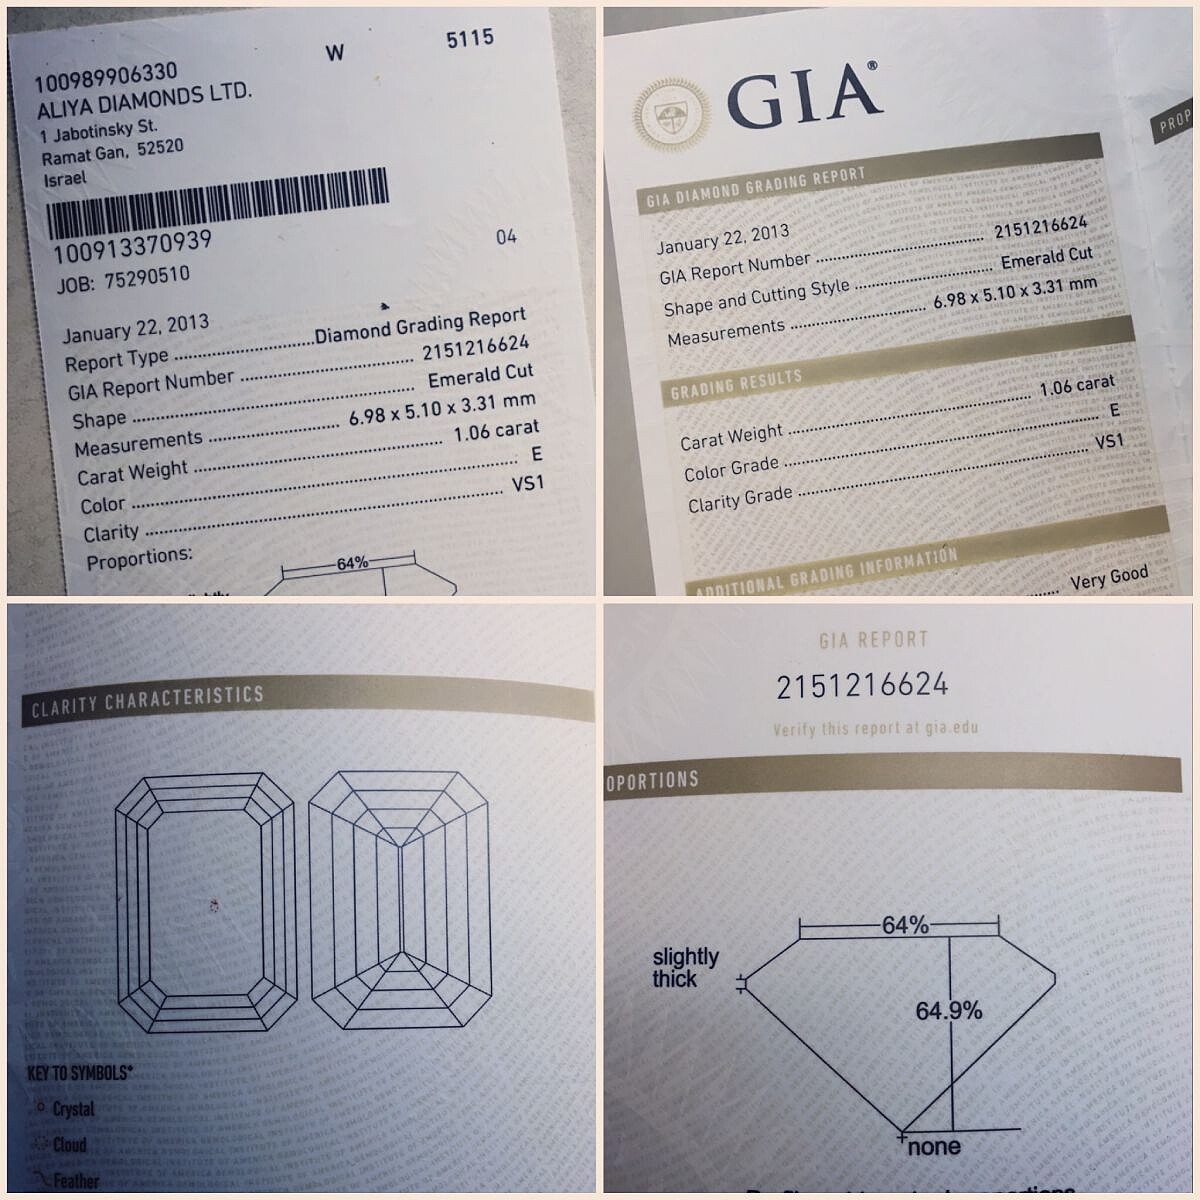 W 5115
100989906330
ALIYA DIAMONDS LTD.
1 Jabotinsky St.
Ramat Gan, 52520
Israel
100913370939
04
JOB: 75290510
January 22, 2013
Report Type ........................ Diamond Grading Report
GIA Report Number ........................ 2151216624
Shape ........................ Emerald Cut
Measurements ........................ 6.98 x 5.10 x 3.31 mm
Carat Weight ........................ 1.06 carat
Color ........................ E
Clarity ........................ VS1
Proportions:
64%
GIA®
PROP
GIA DIAMOND GRADING REPORT
January 22, 2013
GIA Report Number ........................ 2151216624
Shape and Cutting Style ........................ Emerald Cut
Measurements ........................ 6.98 x 5.10 x 3.31 mm
GRADING RESULTS
Carat Weight ........................ 1.06 carat
Color Grade ........................ E
Clarity Grade ........................ VS1
ADDITIONAL GRADING INFORMATION
Very Good
CLARITY CHARACTERISTICS
KEY TO SYMBOLS*
Crystal
Cloud
Feather
GIA REPORT
2151216624
Verify this report at gia.edu
OPORTIONS
64%
slightly
thick
64.9%
none